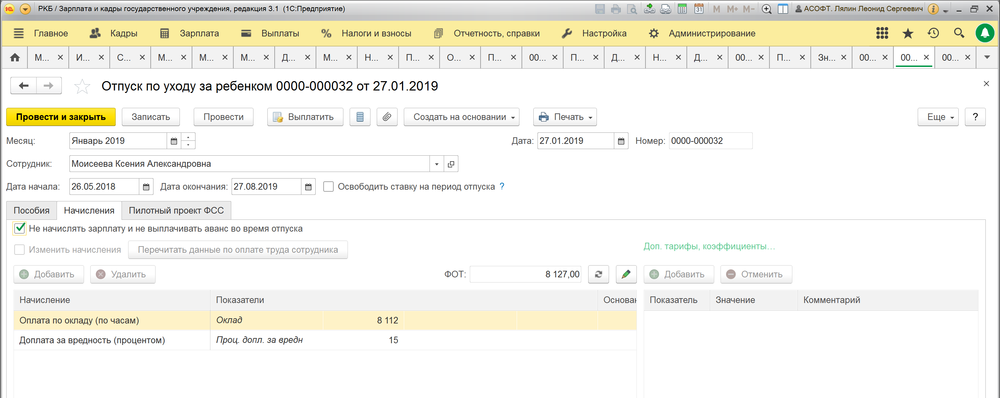 РКБ / Зарплата и кадры государственного учреждения, редакция 3.1 (1С:Предприятие)
31 M M+ M- АСОФТ. Лялин Леонид Сергеевич
Главное Кадры Зарплата Выплаты % Налоги и взносы Отчетность, справки Настройка Администрирование
М... И... С... М... М... М... Д... М... Н... П... О... П... 00... П... Д... Н... Д... 00... П... Зн... 00... 00... 00...
Отпуск по уходу за ребенком 0000-000032 от 27.01.2019
Провести и закрыть Записать Провести Выплатить Создать на основании Печать Еще ?
Месяц: Январь 2019 Дата: 27.01.2019 Номер: 0000-000032
Сотрудник: Моисеева Ксения Александровна
Дата начала: 26.05.2018 Дата окончания: 27.08.2019 Освободить ставку на период отпуска ?
Пособия Начисления Пилотный проект ФСС
Не начислять зарплату и не выплачивать аванс во время отпуска
Изменить начисления Перечитать данные по оплате труда сотрудника Доп. тарифы, коэффициенты...
Добавить Удалить ФОТ: 8 127,00 Добавить Отменить
Начисление Показатели Основан Показатель Значение Комментарий
Оплата по окладу (по часам) Оклад 8 112
Доплата за вредность (процентом) Проц. допл. за вредн 15